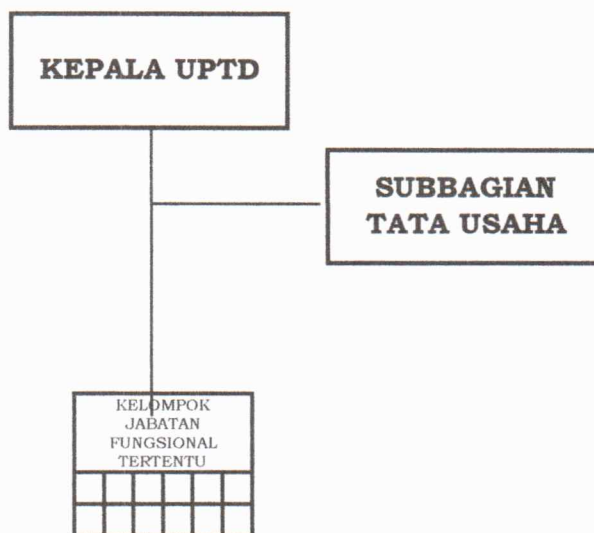 KEPALA UPTD
SUBBAGIAN
TATA USAHA
KELOMPOK
JABATAN
FUNGSIONAL
TERTENTU